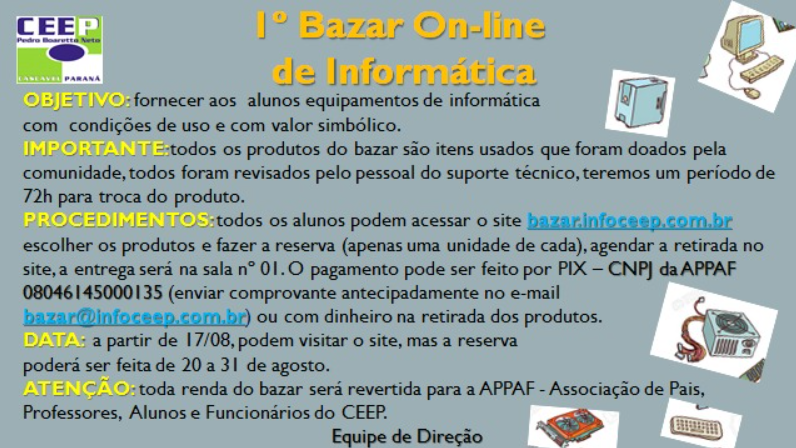 CEEP
Pedro Boaretto Neto
CASCAVEL PARANÁ
1º Bazar On-line
de Informática
OBJETIVO: fornecer aos alunos equipamentos de informática
com condições de uso e com valor simbólico.
IMPORTANTE:todos os produtos do bazar são itens usados que foram doados pela
comunidade, todos foram revisados pelo pessoal do suporte técnico, teremos um período de
72h para troca do produto.
PROCEDIMENTOS: todos os alunos podem acessar o site bazar.infoceep.com.br
escolher os produtos e fazer a reserva (apenas uma unidade de cada), agendar a retirada no
site, a entrega será na sala nº 01. O pagamento pode ser feito por PIX – CNPJ da APPAF
08046145000135 (enviar comprovante antecipadamente no e-mail
bazar@infoceep.com.br) ou com dinheiro na retirada dos produtos.
DATA: a partir de 17/08, podem visitar o site, mas a reserva
poderá ser feita de 20 a 31 de agosto.
ATENÇÃO: toda renda do bazar será revertida para a APPAF - Associação de Pais,
Professores, Alunos e Funcionários do CEEP.
Equipe de Direção